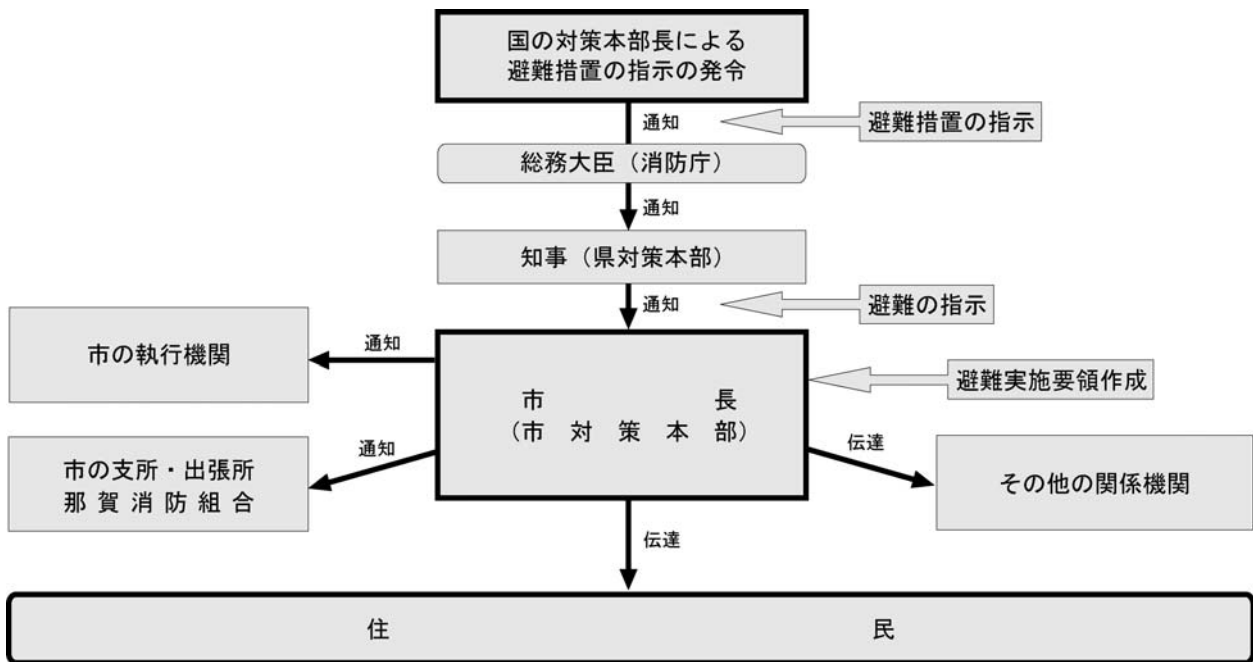 国の対策本部長による
避難措置の指示の発令
通知
避難措置の指示
総務大臣（消防庁）
通知
知事（県対策本部）
通知
避難の指示
市の執行機関
通知
市長
（市対策本部）
避難実施要領作成
市の支所・出張所
那賀消防組合
通知
伝達
その他の関係機関
伝達
住民